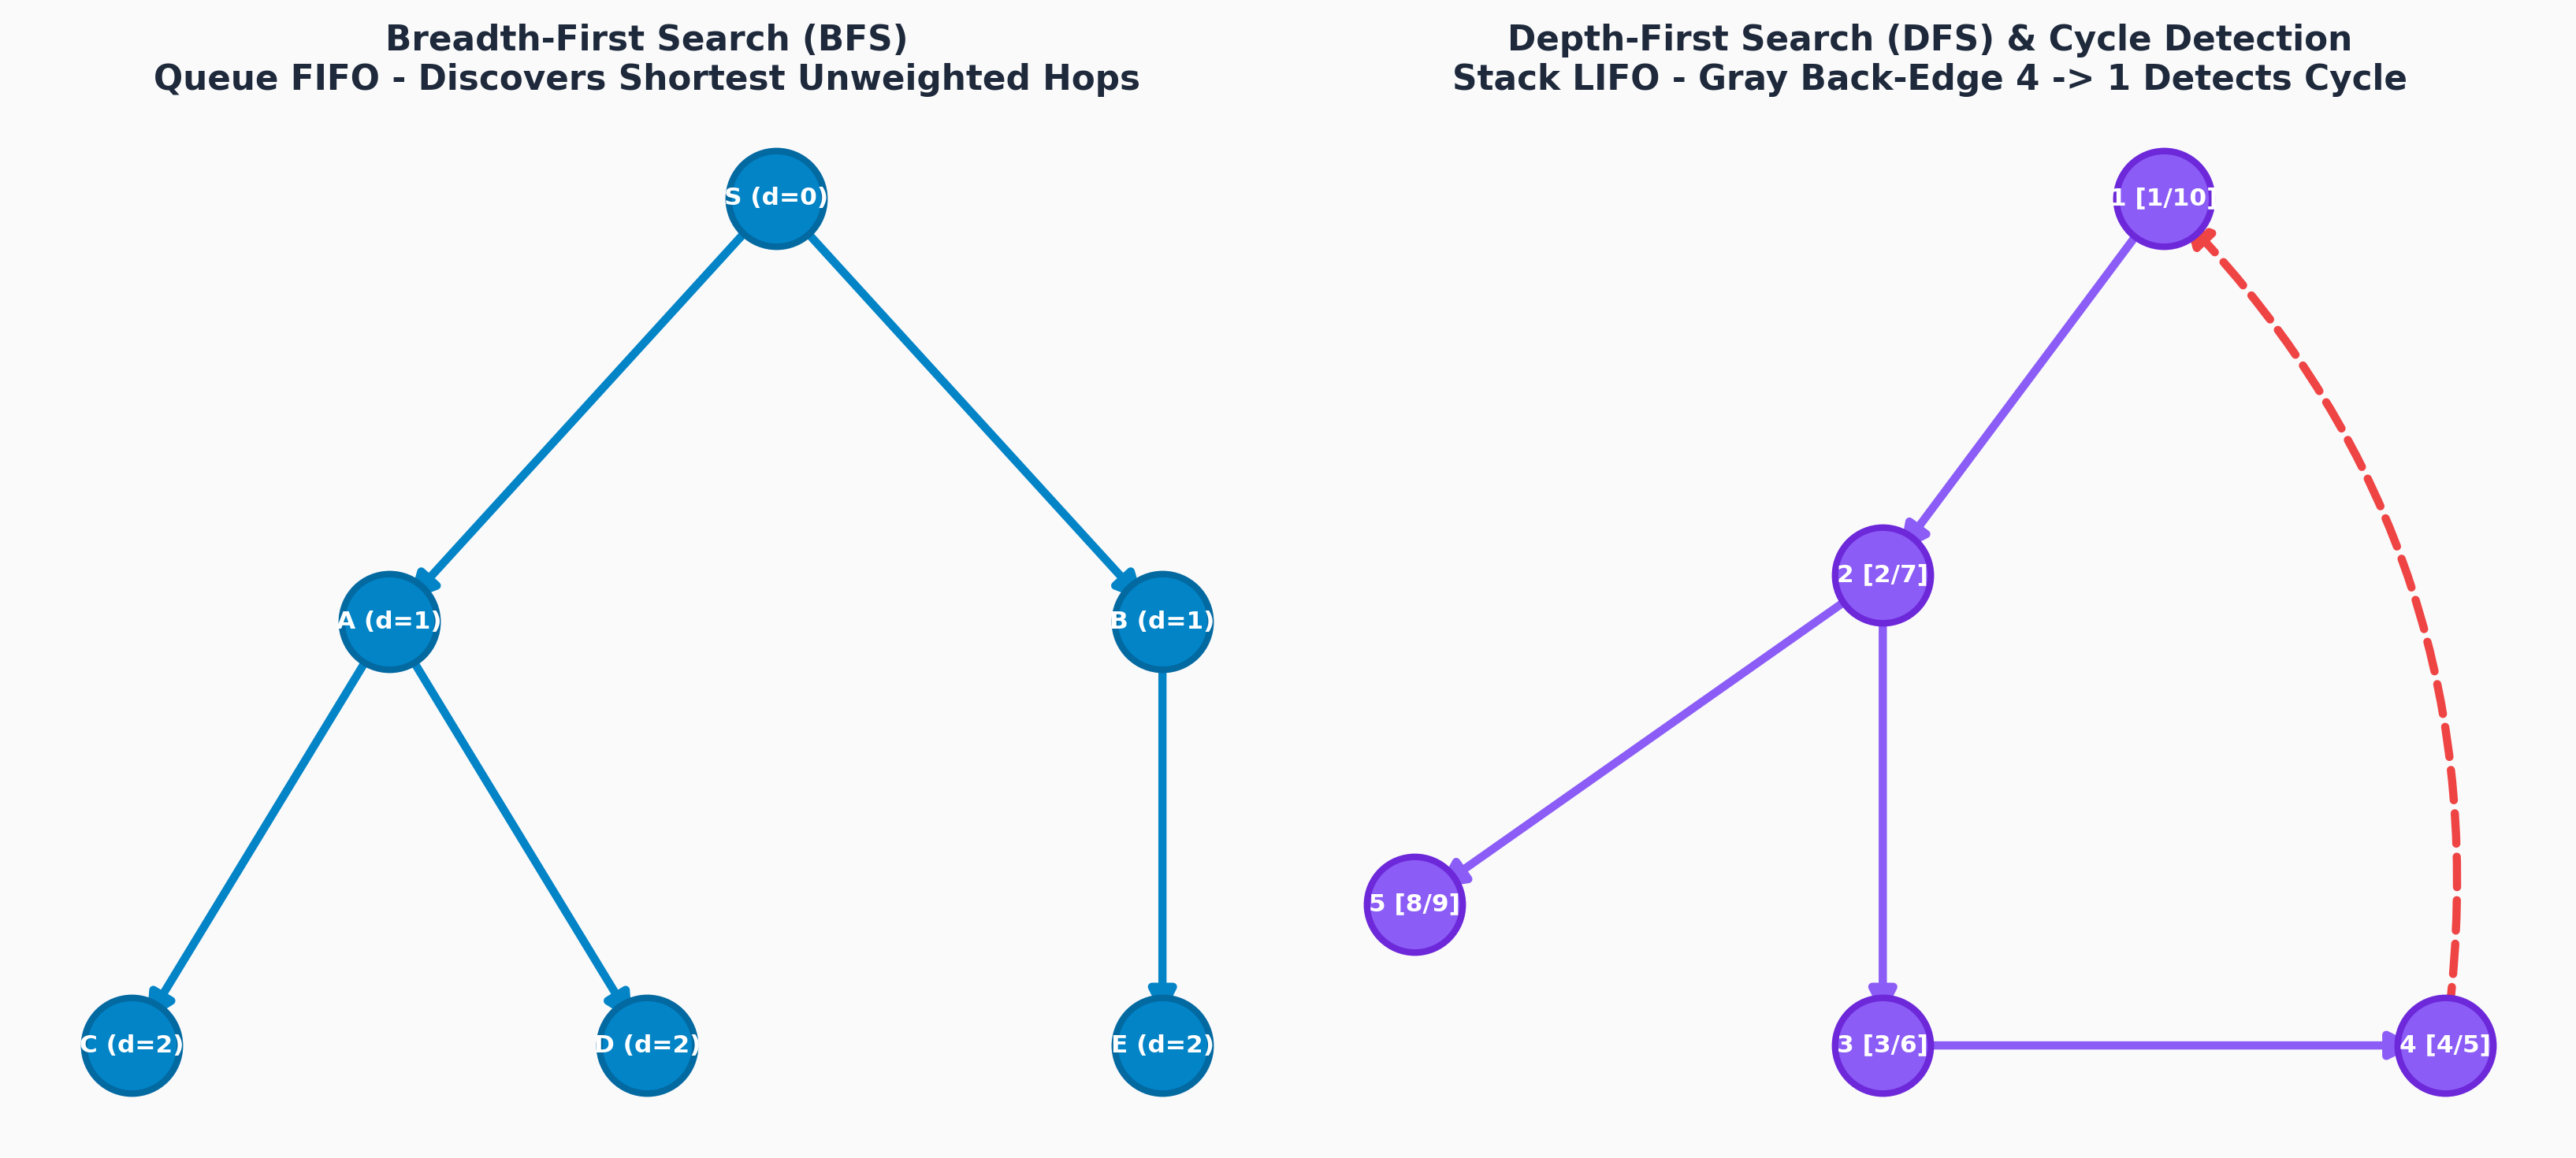 Breadth-First Search (BFS)
Queue FIFO - Discovers Shortest Unweighted Hops
S (d=0)
A (d=1)
B (d=1)
C (d=2)
D (d=2)
E (d=2)
Depth-First Search (DFS) & Cycle Detection
Stack LIFO - Gray Back-Edge 4 -> 1 Detects Cycle
1 [1/10]
2 [2/7]
5 [8/9]
3 [3/6]
4 [4/5]